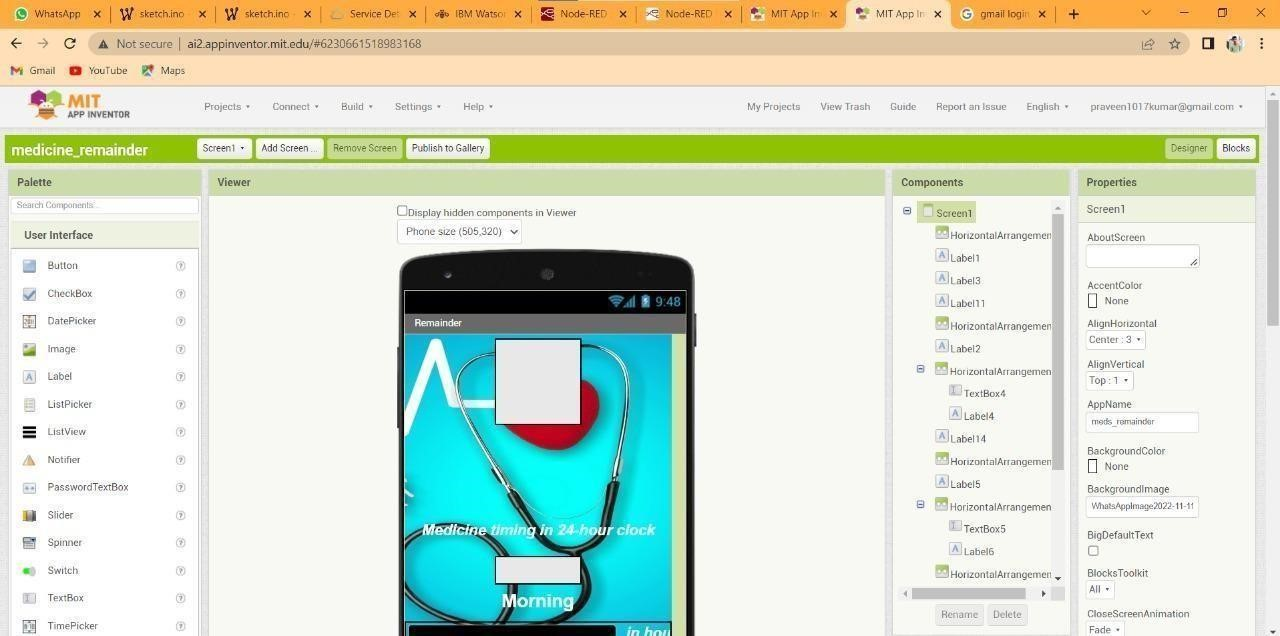 WhatsApp
sketch.ino -
sketch.ino -
Service Det
IBM Watson
Node-RED
Node-RED
MIT App In
MIT App In
gmail login
Not secure | ai2.appinventor.mit.edu/#6230661518983168
Gmail YouTube Maps
MIT
APP INVENTOR
Projects Connect Build Settings Help My Projects View Trash Guide Report an Issue English praveen1017kumar@gmail.com
medicine_remainder Screen1 Add Screen ... Remove Screen Publish to Gallery Designer Blocks
Palette
Search Components...
User Interface
Button
CheckBox
DatePicker
Image
Label
ListPicker
ListView
Notifier
PasswordTextBox
Slider
Spinner
Switch
TextBox
TimePicker
Viewer
Display hidden components in Viewer
Phone size (505,320)
9:48
Remainder
Medicine timing in 24-hour clock
Morning
in hou
Components
Screen1
HorizontalArrangemen
Label1
Label3
Label11
HorizontalArrangemen
Label2
HorizontalArrangemen
TextBox4
Label4
Label14
HorizontalArrangemen
Label5
HorizontalArrangemen
TextBox5
Label6
HorizontalArrangemen
Rename Delete
Properties
Screen1
AboutScreen
AccentColor
None
AlignHorizontal
Center : 3
AlignVertical
Top : 1
AppName
meds_remainder
BackgroundColor
None
BackgroundImage
WhatsAppImage2022-11-11
BigDefaultText
BlocksToolkit
All
CloseScreenAnimation
Fade